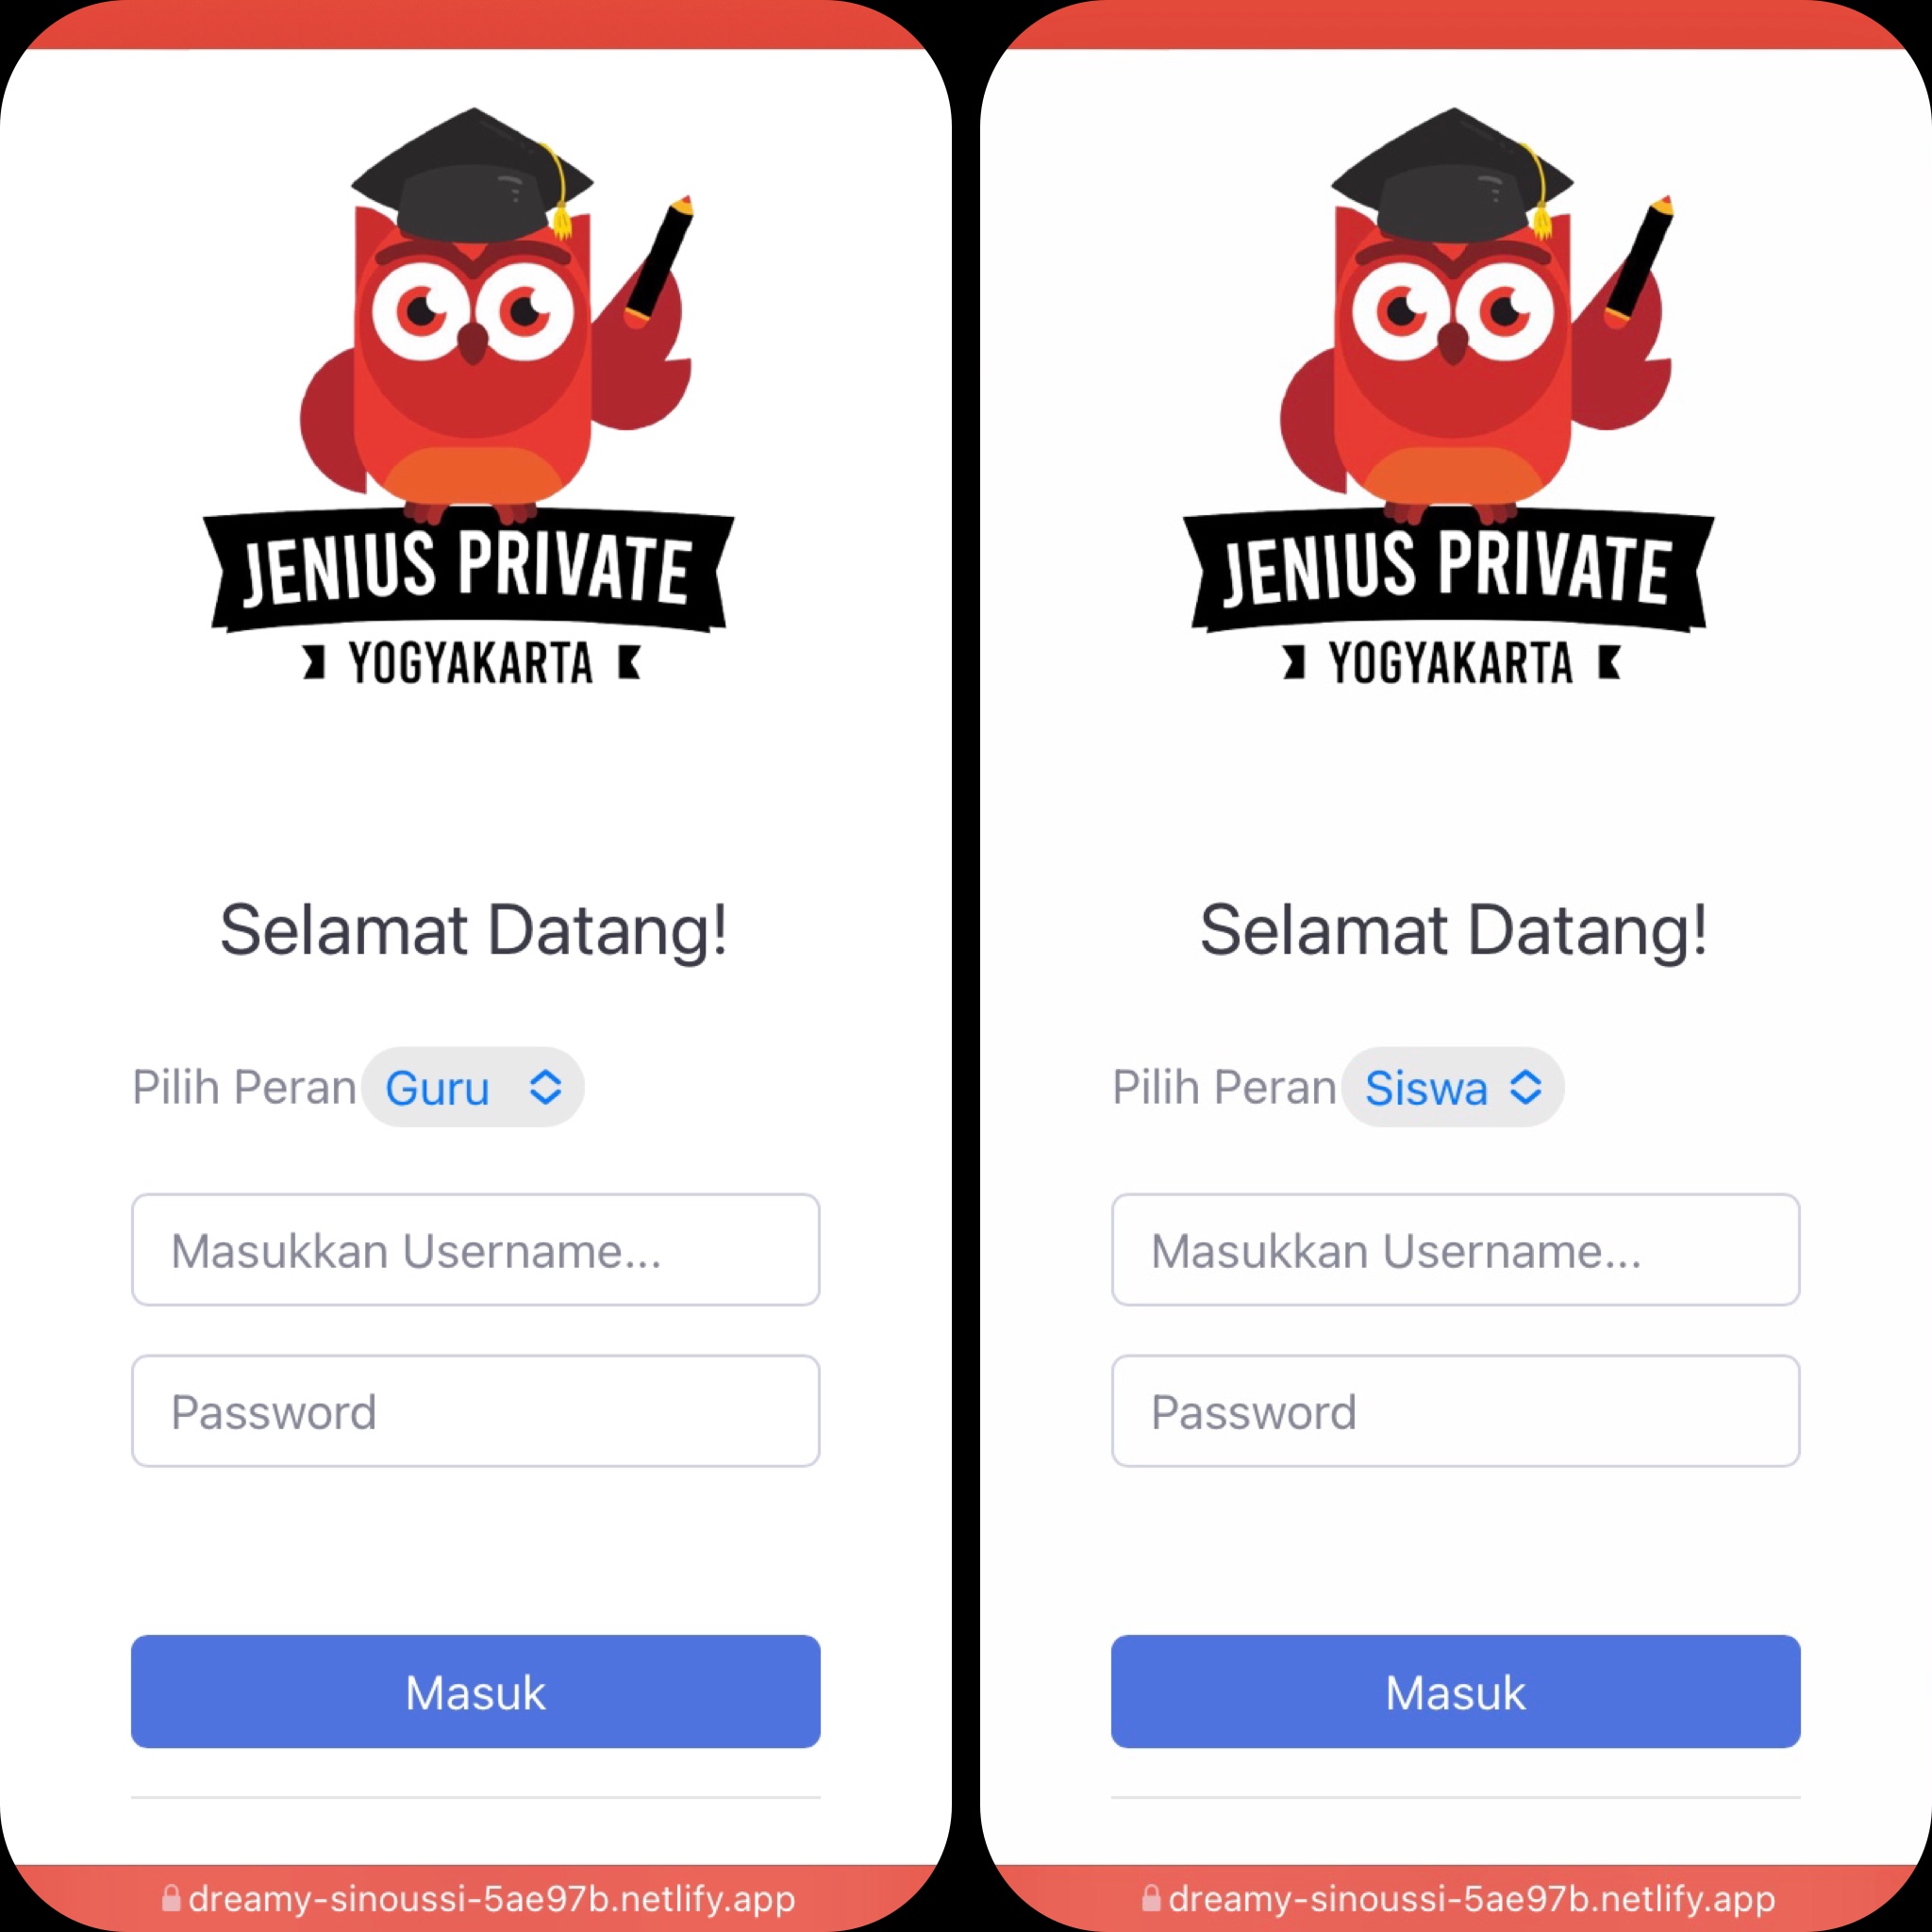 JENIUS PRIVATE
YOGYAKARTA
Selamat Datang!
Pilih Peran Guru
Masukkan Username...
Password
Masuk
dreamy-sinoussi-5ae97b.netlify.app
JENIUS PRIVATE
YOGYAKARTA
Selamat Datang!
Pilih Peran Siswa
Masukkan Username...
Password
Masuk
dreamy-sinoussi-5ae97b.netlify.app